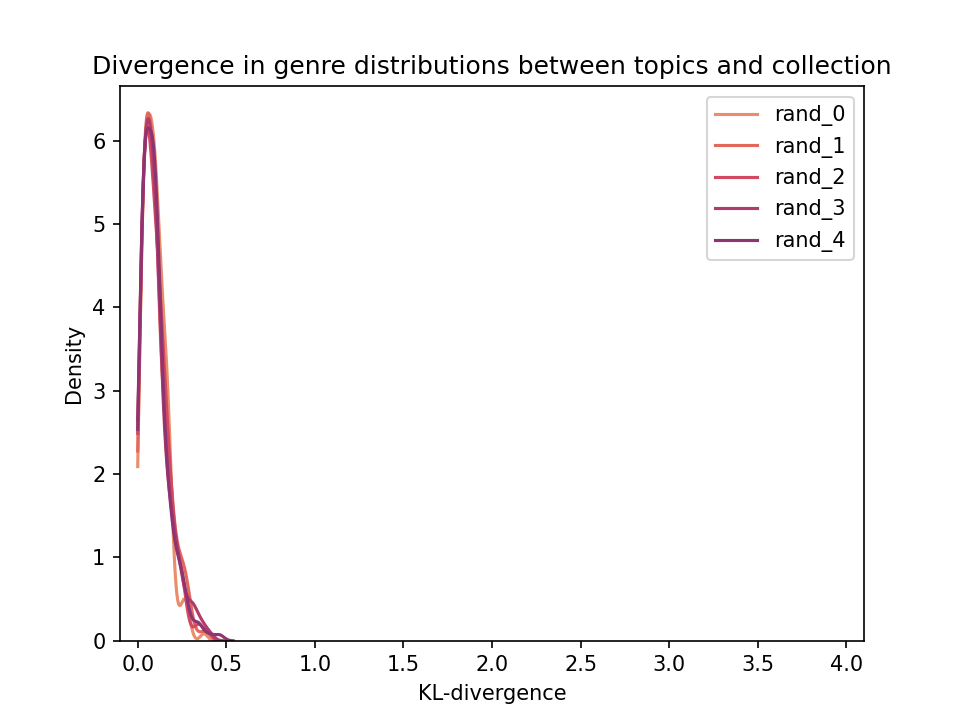 Divergence in genre distributions between topics and collection
rand_0
rand_1
rand_2
rand_3
rand_4
Density
6
5
4
3
2
1
0
0.0 0.5 1.0 1.5 2.0 2.5 3.0 3.5 4.0
KL-divergence